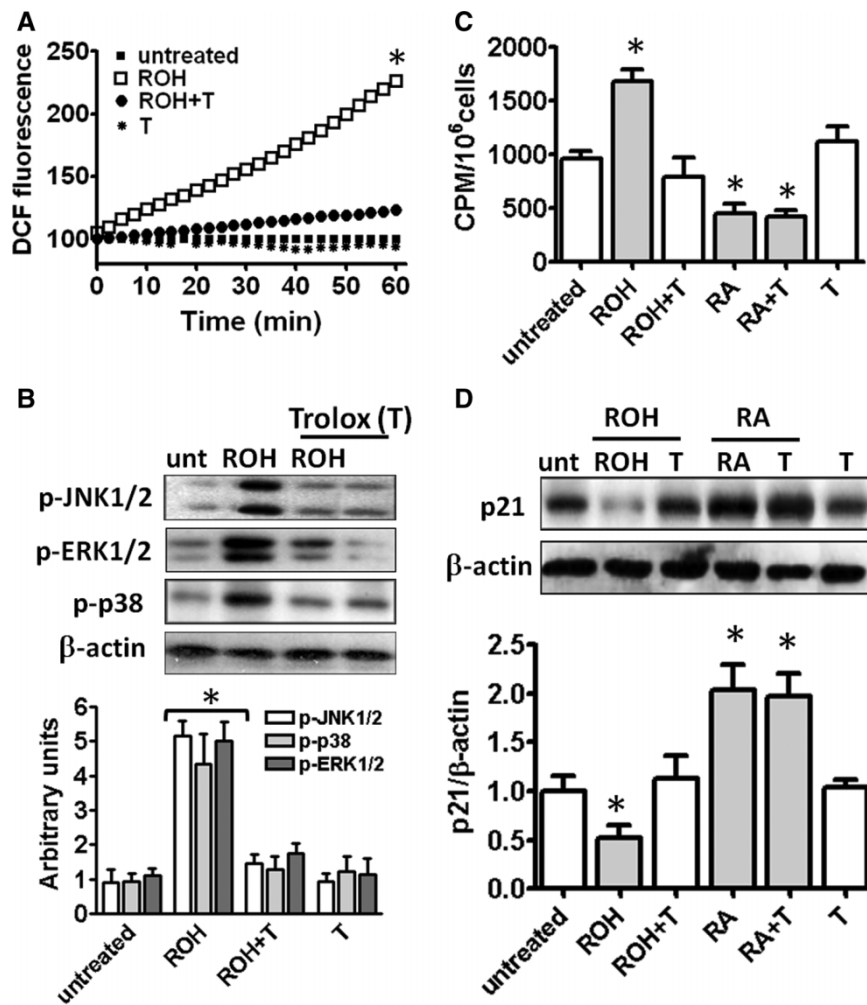 A
DCF fluorescence
250
200
150
100
0 20 40 60
Time (min)
untreated
ROH
ROH+T
T
*
B
Trolox (T)
unt ROH ROH
p-JNK1/2
p-ERK1/2
p-p38
β-actin
Arbitrary units
6
5
4
3
2
1
0
*
p-JNK1/2
p-p38
p-ERK1/2
untreated ROH ROH+T T
C
CPM/10⁶cells
2000
1500
1000
500
0
* * *
untreated ROH ROH+T RA RA+T T
D
ROH RA
unt ROH T RA T T
p21
β-actin
p21/β-actin
2.5
2.0
1.5
1.0
0.5
0.0
* * *
untreated ROH ROH+T RA RA+T T